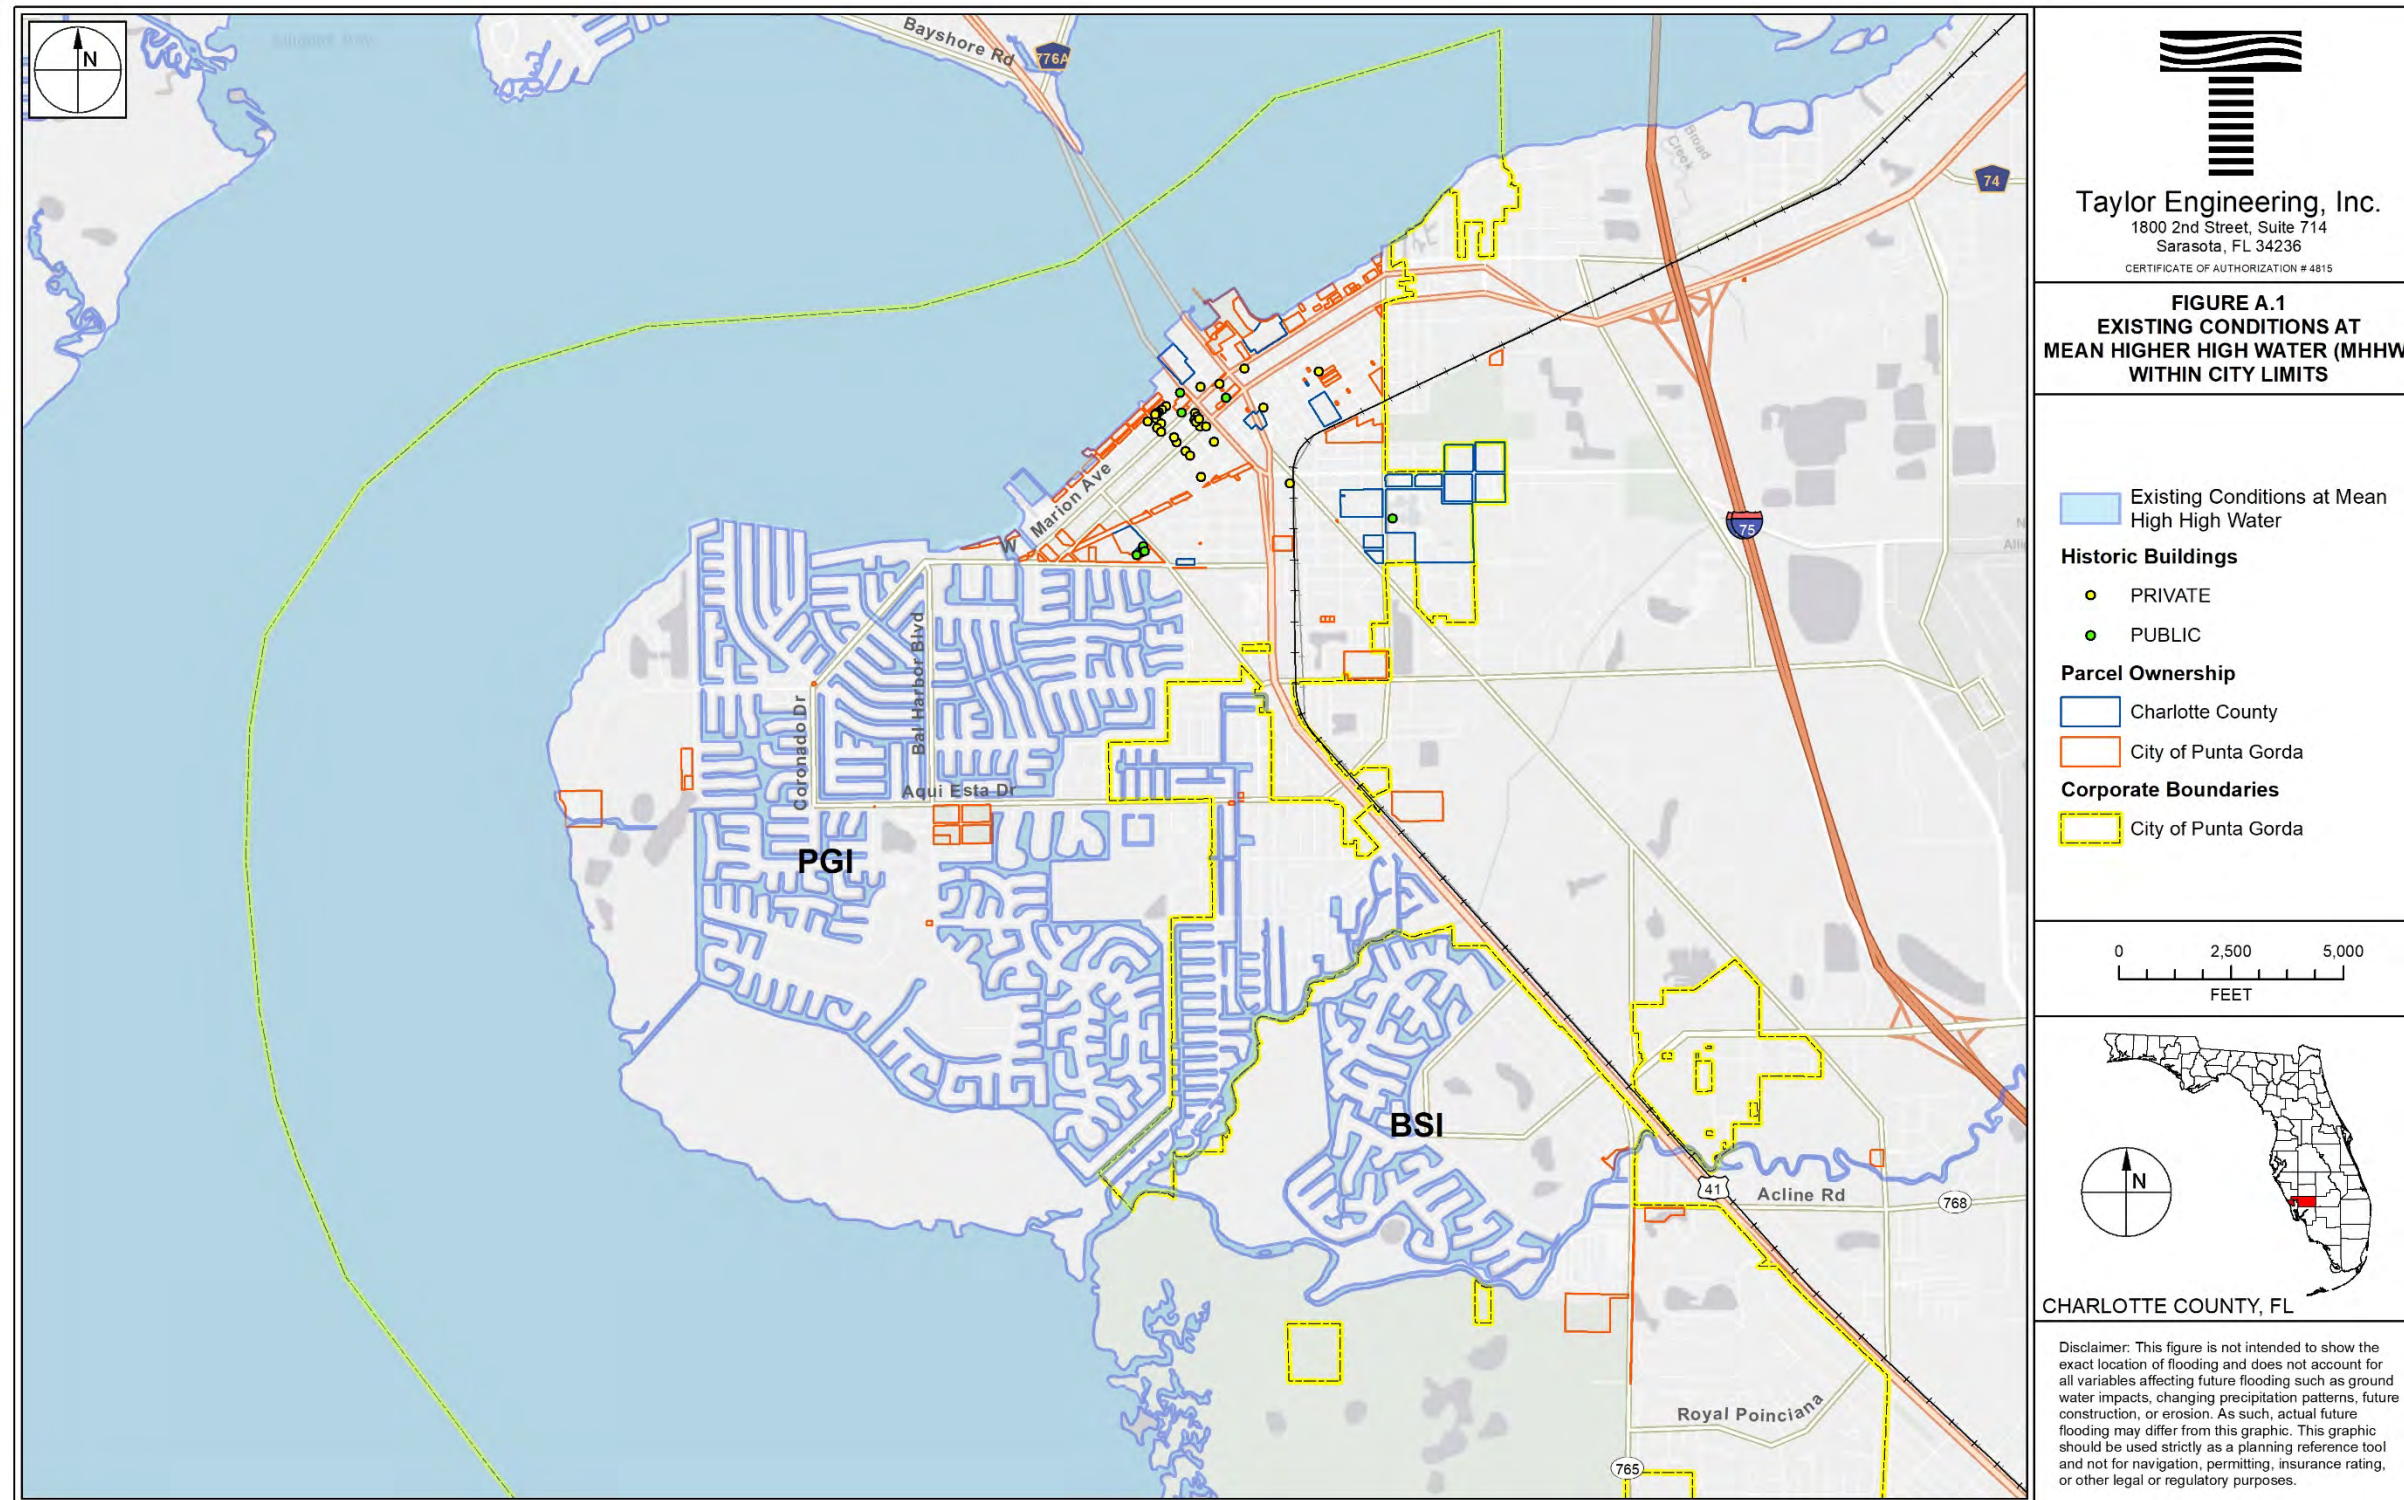 N
Bayshore Rd
776A
Broad
Creek
74
W Marion Ave
75
Bal Harbor Blvd
Coronado Dr
Aqui Esta Dr
PGI
BSI
41
Acline Rd
768
Royal Poinciana
765
Taylor Engineering, Inc.
1800 2nd Street, Suite 714
Sarasota, FL 34236
CERTIFICATE OF AUTHORIZATION # 4815
FIGURE A.1
EXISTING CONDITIONS AT
MEAN HIGHER HIGH WATER (MHHW
WITHIN CITY LIMITS
Existing Conditions at Mean
High High Water
Historic Buildings
PRIVATE
PUBLIC
Parcel Ownership
Charlotte County
City of Punta Gorda
Corporate Boundaries
City of Punta Gorda
0 2,500 5,000
FEET
N
CHARLOTTE COUNTY, FL
Disclaimer: This figure is not intended to show the
exact location of flooding and does not account for
all variables affecting future flooding such as ground
water impacts, changing precipitation patterns, future
construction, or erosion. As such, actual future
flooding may differ from this graphic. This graphic
should be used strictly as a planning reference tool
and not for navigation, permitting, insurance rating,
or other legal or regulatory purposes.